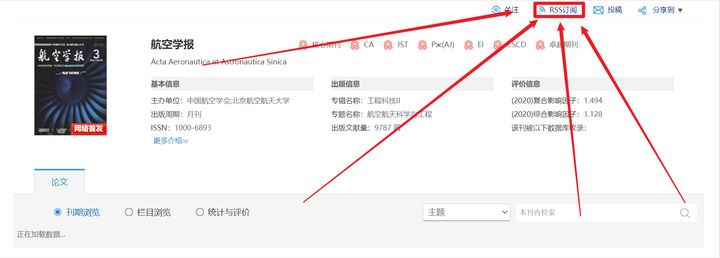 关注 RSS订阅 投稿 分享到
航空学报
核心期刊 CA JST Рж(AJ) EI CSCD 卓越期刊
Acta Aeronautica et Astronautica Sinica
航空学报 3
网络首发
基本信息 出版信息 评价信息
主办单位: 中国航空学会;北京航空航天大学 专辑名称: 工程科技II (2020)复合影响因子: 1.494
出版周期: 月刊 专题名称: 航空航天科学与工程 (2020)综合影响因子: 1.128
ISSN: 1000-6893 出版文献量: 9787 篇 该刊被以下数据库收录:
更多介绍
论文
刊期浏览 栏目浏览 统计与评价 主题 本刊内检索
正在加载数据...